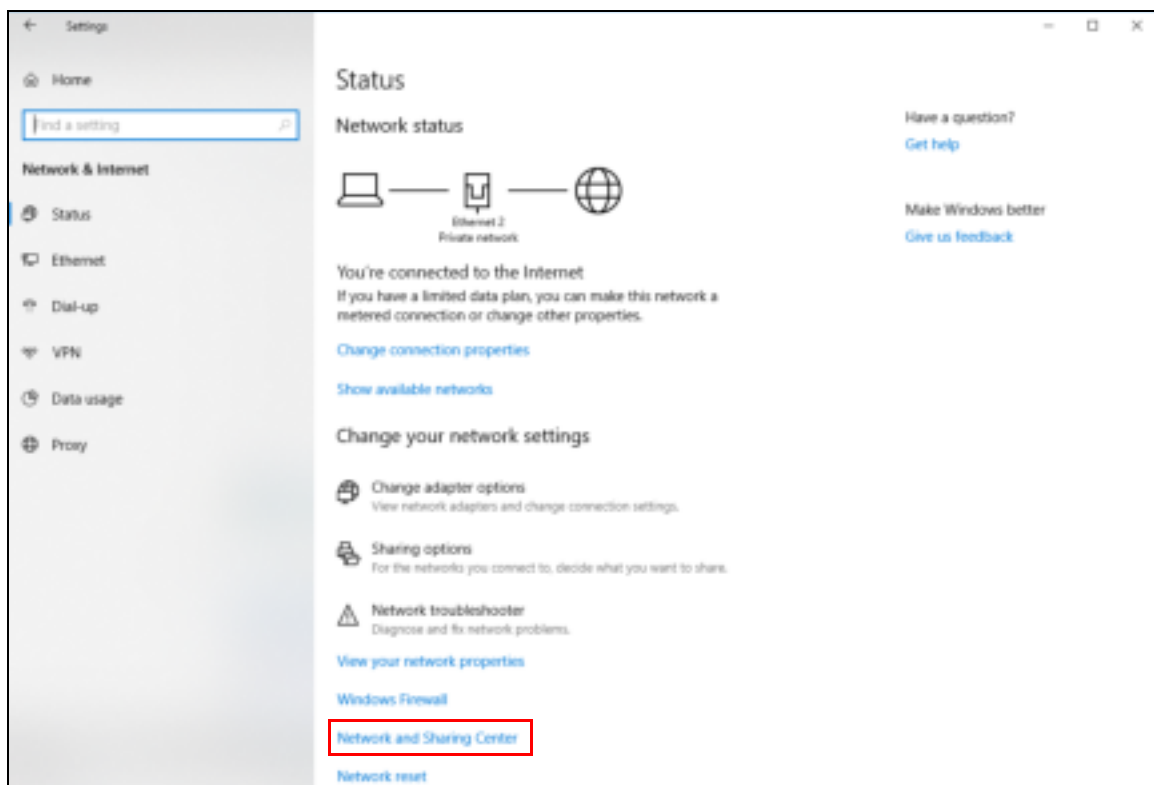 Settings
Home
Find a setting
Network & Internet
Status
Ethernet
Dial-up
VPN
Data usage
Proxy
Status
Network status
Ethernet 2
Private network
You're connected to the Internet
If you have a limited data plan, you can make this network a
metered connection or change other properties.
Change connection properties
Show available networks
Change your network settings
Change adapter options
View network adapters and change connection settings.
Sharing options
For the networks you connect to, decide what you want to share.
Network troubleshooter
Diagnose and fix network problems.
View your network properties
Windows Firewall
Network and Sharing Center
Network reset
Have a question?
Get help
Make Windows better
Give us feedback